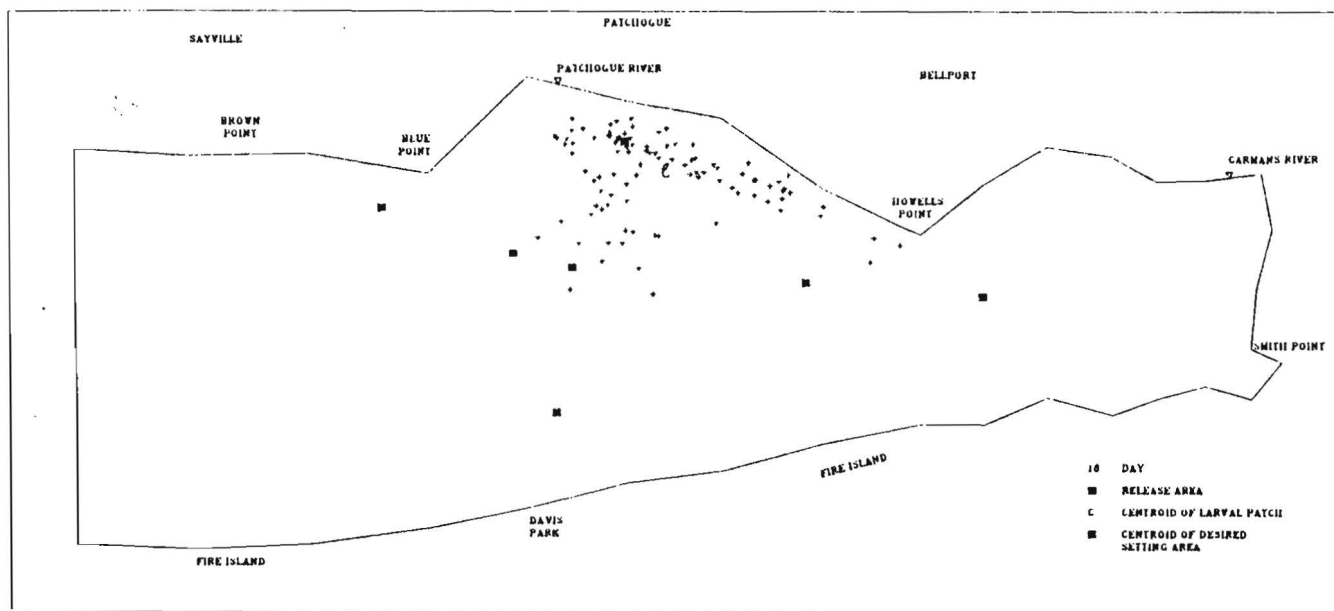 PATCHOGUE
SAYVILLE
PATCHOGUE RIVER
BELLPORT
BROWN
POINT
BLUE
POINT
CARMANS RIVER
HOWELLS
POINT
C
SMITH POINT
FIRE ISLAND
DAVIS
PARK
FIRE ISLAND
18 DAY
RELEASE AREA
C CENTROID OF LARVAL PATCH
CENTROID OF DESIRED
SETTING AREA